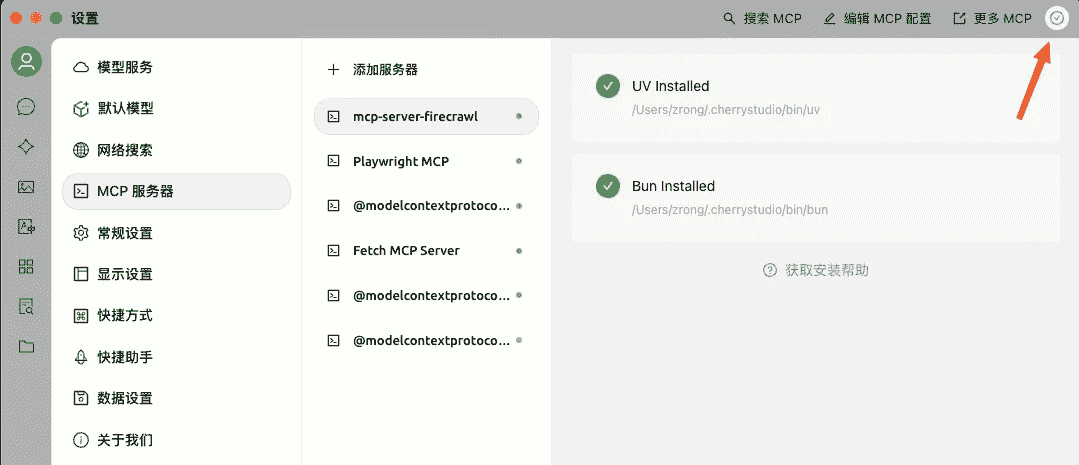 设置
搜索 MCP
编辑 MCP 配置
更多 MCP
模型服务
默认模型
网络搜索
MCP 服务器
常规设置
显示设置
快捷方式
快捷助手
数据设置
关于我们
添加服务器
mcp-server-firecrawl
Playwright MCP
@modelcontextprotoco...
Fetch MCP Server
@modelcontextprotoco...
@modelcontextprotoco...
UV Installed
/Users/zrong/.cherrystudio/bin/uv
Bun Installed
/Users/zrong/.cherrystudio/bin/bun
获取安装帮助